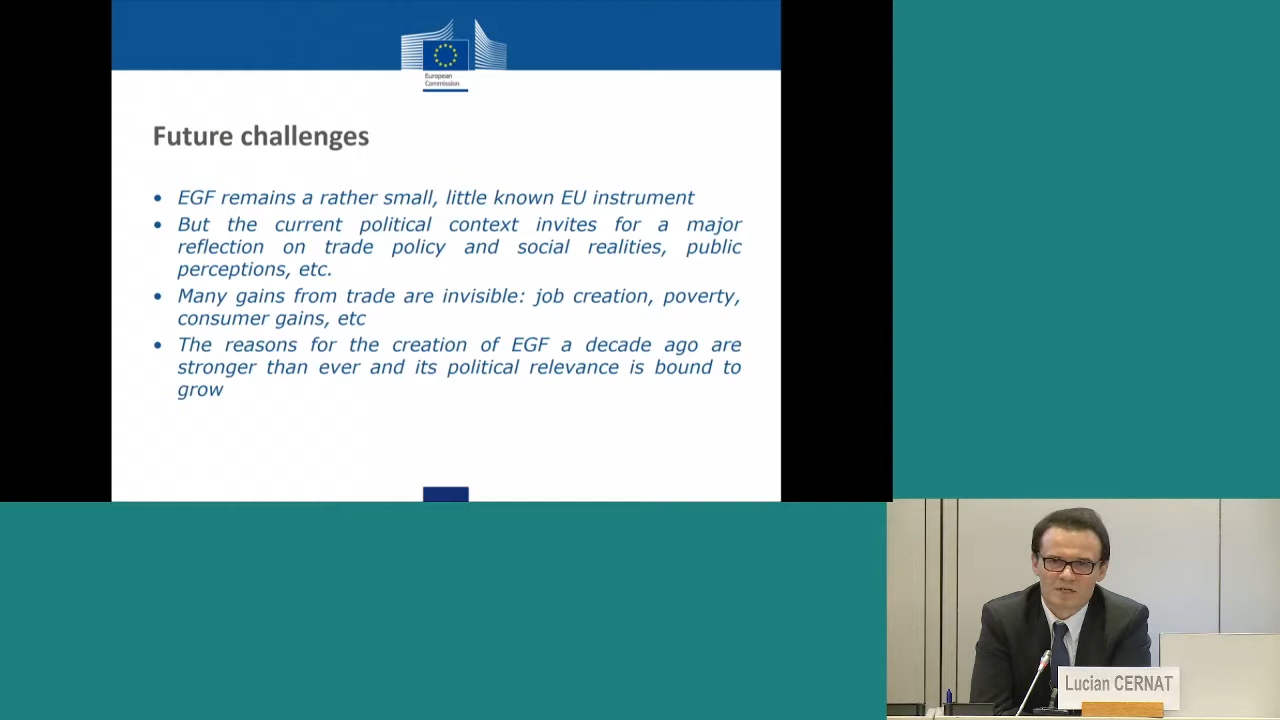 European
Commission
Future challenges
• EGF remains a rather small, little known EU instrument
• But the current political context invites for a major
reflection on trade policy and social realities, public
perceptions, etc.
• Many gains from trade are invisible: job creation, poverty,
consumer gains, etc
• The reasons for the creation of EGF a decade ago are
stronger than ever and its political relevance is bound to
grow
Lucian CERNAT